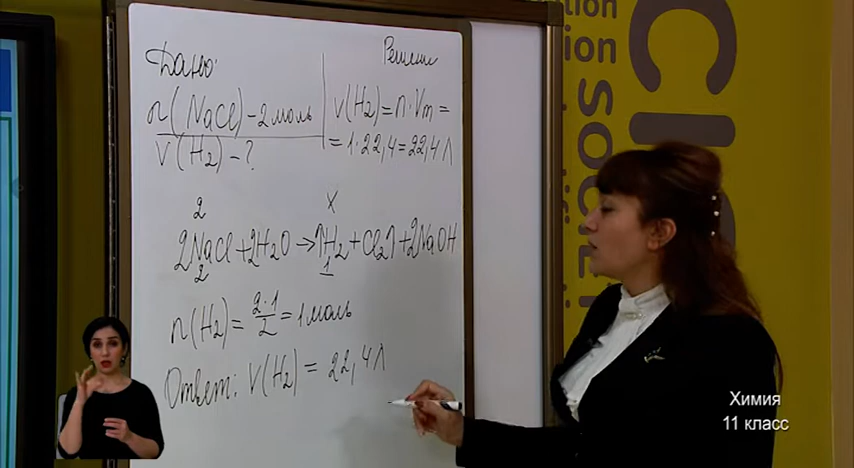 Дано:
Решение
n(NaCl) - 2 моль
V(H₂) = n·Vm =
V(H₂) - ?
= 1·22,4 = 22,4 л
2
x
2NaCl + 2H₂O → ↑H₂ + Cl₂↑ + 2NaOH
2
1
n(H₂) = 2·1/2 = 1 моль
Ответ: V(H₂) = 22,4 л
Химия
11 класс